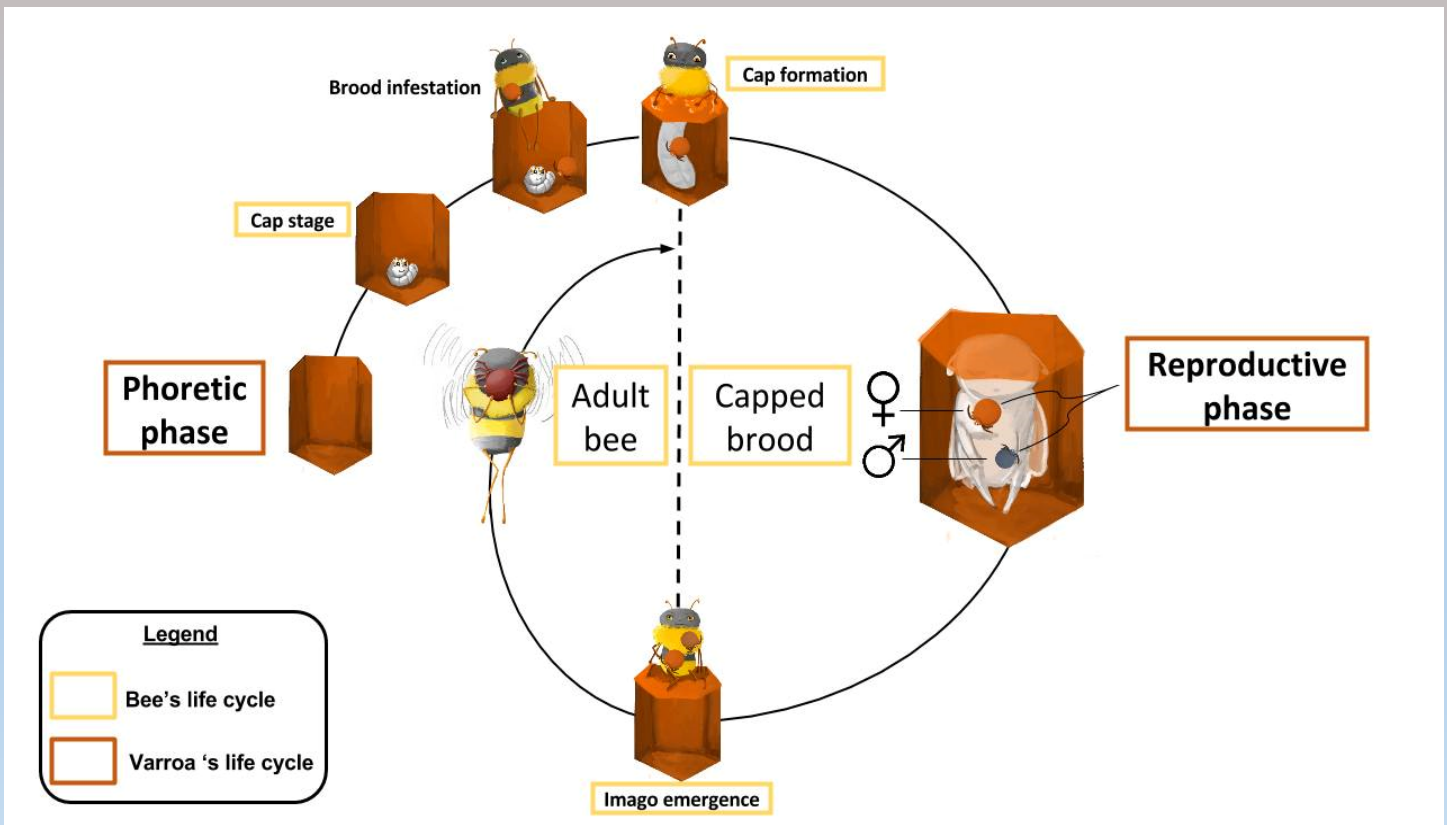 Brood infestation
Cap formation
Cap stage
Phoretic
phase
Adult
bee
Capped
brood
♀
♂
Reproductive
phase
Legend
Bee's life cycle
Varroa ‘s life cycle
Imago emergence